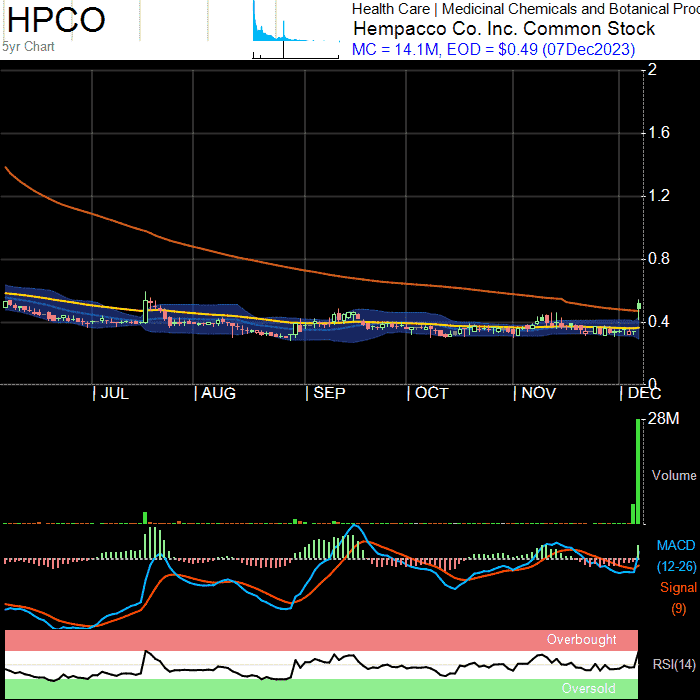 HPCO
5yr Chart
Health Care | Medicinal Chemicals and Botanical Proc
Hempacco Co. Inc. Common Stock
MC = 14.1M, EOD = $0.49 (07Dec2023)
2
1.6
1.2
0.8
0.4
0
| JUL | AUG | SEP | OCT | NOV | DEC
28M
Volume
MACD
(12-26)
Signal
(9)
Overbought
RSI(14)
Oversold